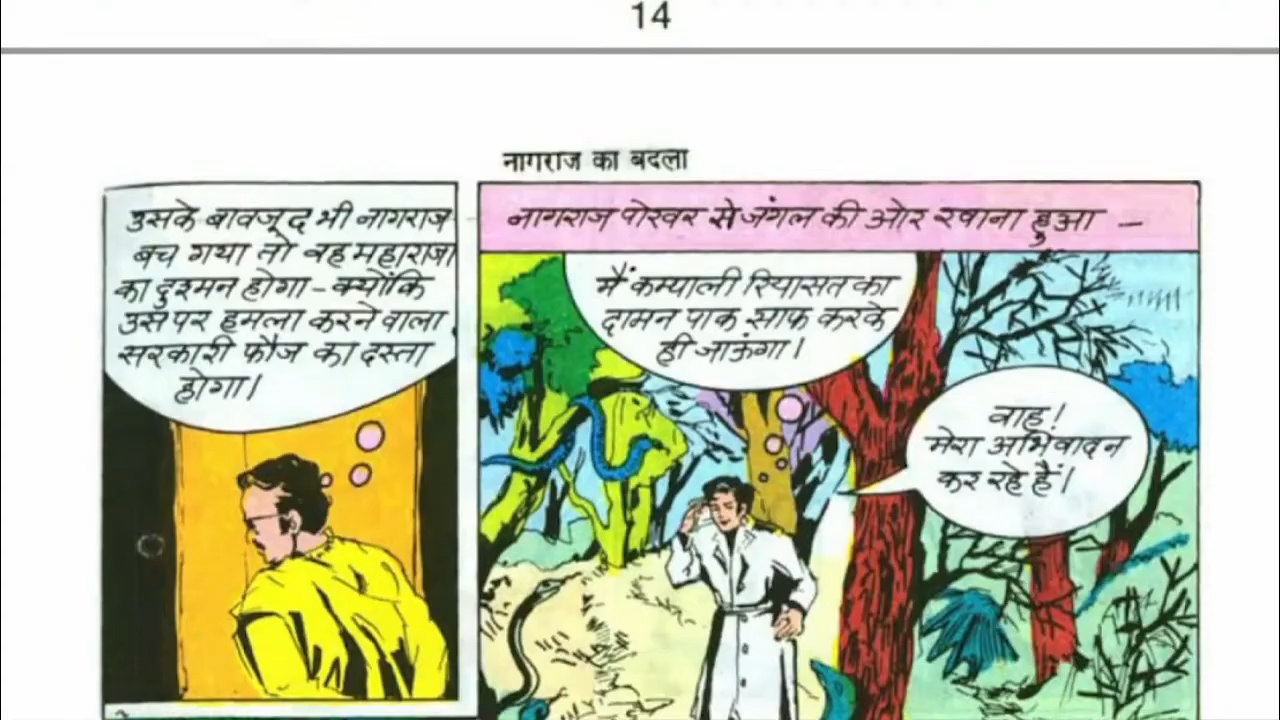 14
नागराज का बदला
उसके बावजूद भी नागराज
बच गया तो वह महाराजा
का दुश्मन होगा - क्योंकि
उस पर हमला करने वाला
सरकारी फौज का दस्ता
होगा।
नागराज पोखर से जंगल की ओर रवाना हुआ —
मैं कम्पाली रियासत का
दामन पाक साफ करके
ही जाऊंगा।
वाह!
मेरा अभिवादन
कर रहे हैं।